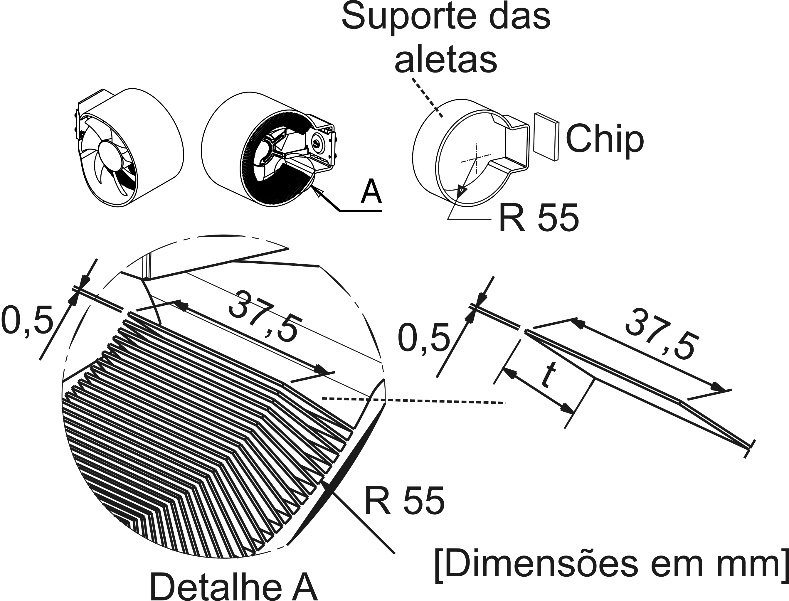 Suporte das
aletas
Chip
A
R 55
0,5
37,5
0,5
37,5
t
R 55
[Dimensões em mm]
Detalhe A